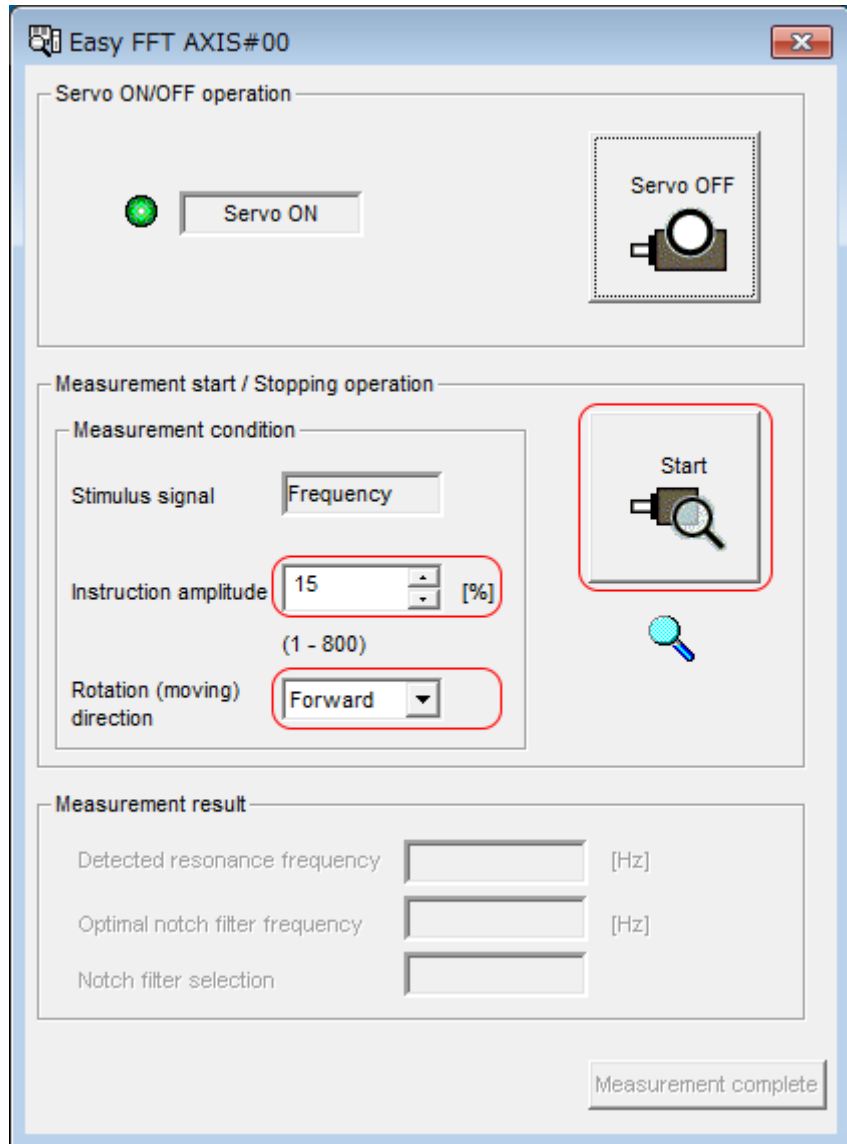 Easy FFT AXIS#00
Servo ON/OFF operation
Servo ON
Servo OFF
Measurement start / Stopping operation
Measurement condition
Stimulus signal Frequency
Start
Instruction amplitude 15 [%]
(1 - 800)
Rotation (moving)
direction
Forward
Measurement result
Detected resonance frequency [Hz]
Optimal notch filter frequency [Hz]
Notch filter selection
Measurement complete